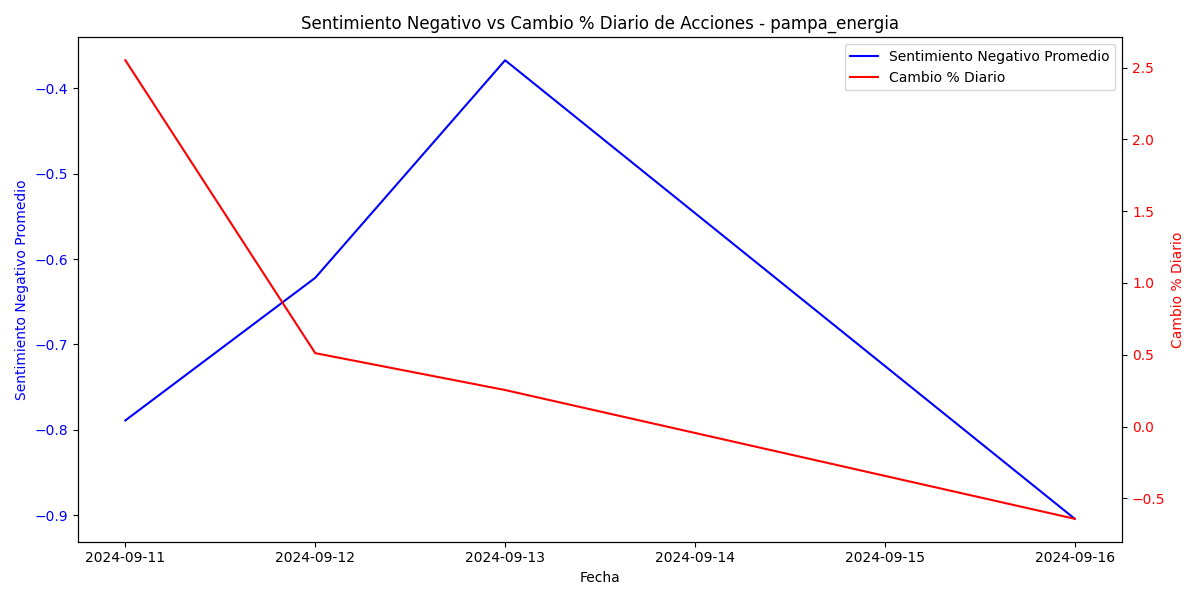 Sentimiento Negativo vs Cambio % Diario de Acciones - pampa_energia
Sentimiento Negativo Promedio
Cambio % Diario
Sentimiento Negativo Promedio
−0.4
−0.5
−0.6
−0.7
−0.8
−0.9
2.5
2.0
1.5
1.0
0.5
0.0
−0.5
Cambio % Diario
2024-09-11 2024-09-12 2024-09-13 2024-09-14 2024-09-15 2024-09-16
Fecha